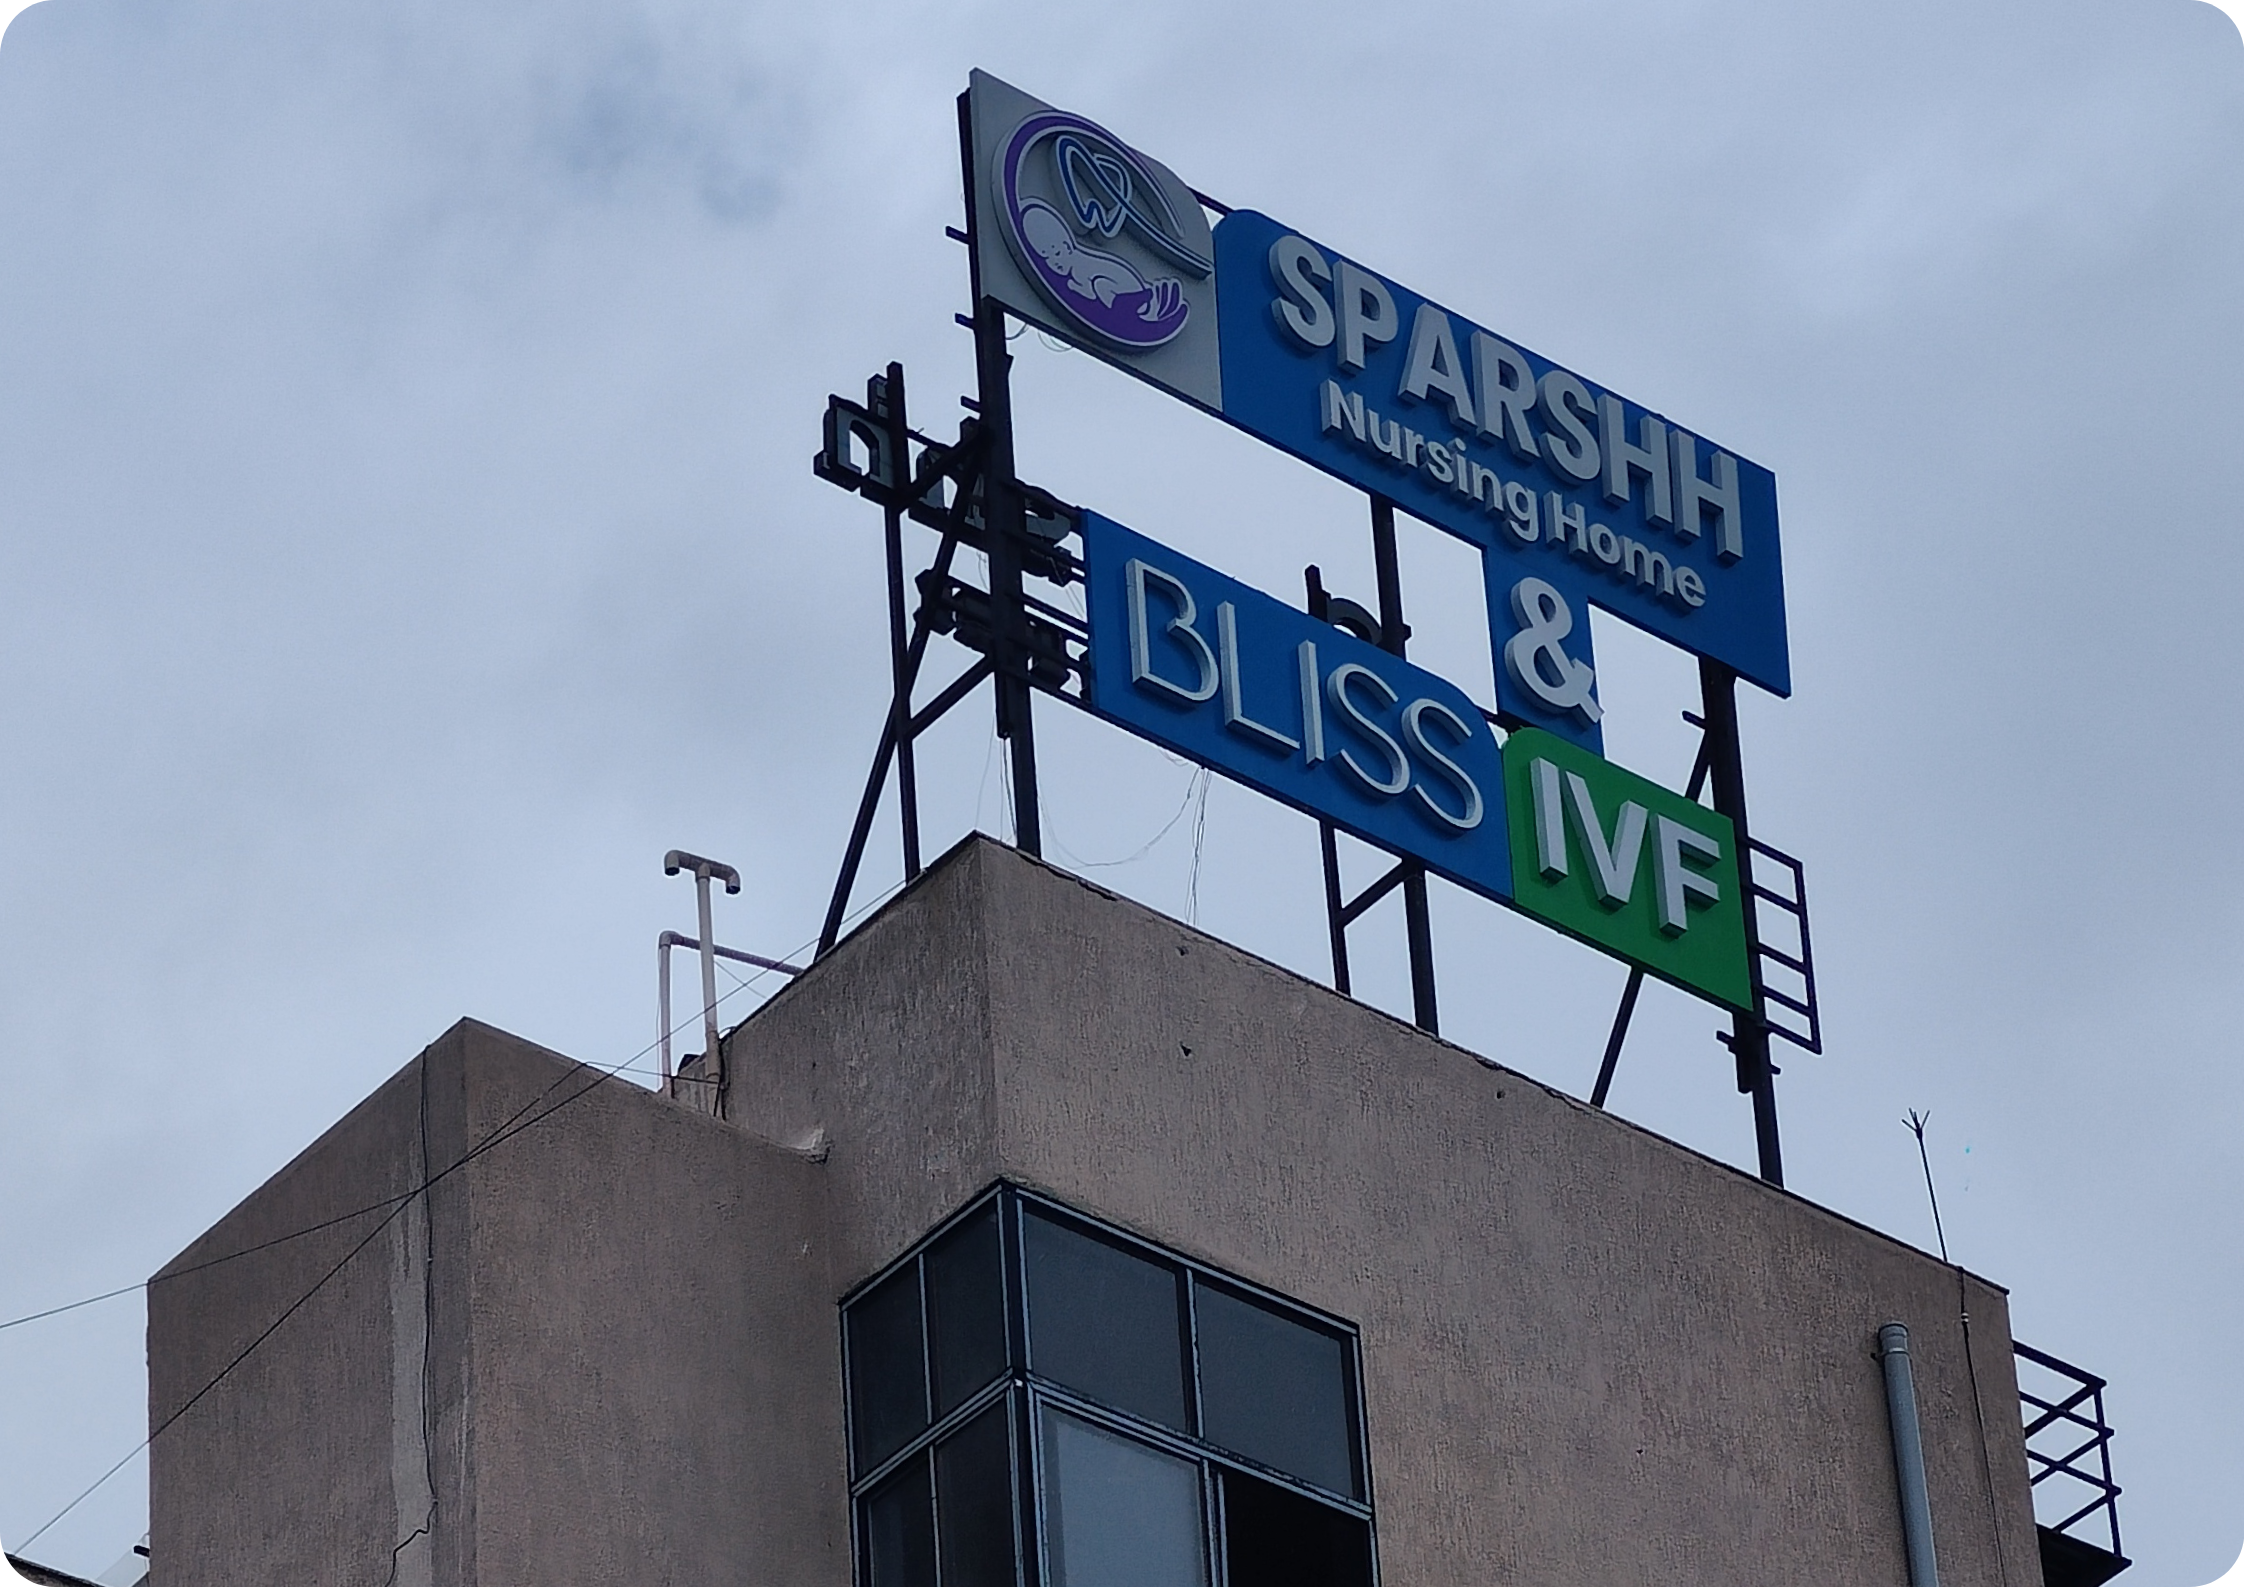 SPARSHH
Nursing Home
&
BLISS IVF